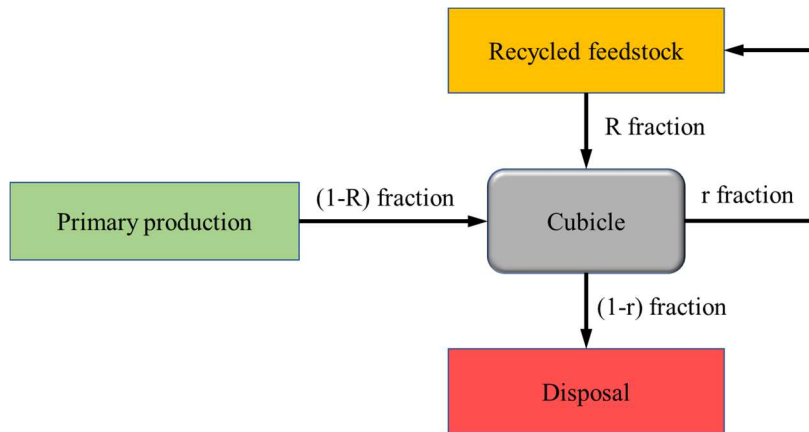 Recycled feedstock
R fraction
(1-R) fraction
r fraction
Primary production
Cubicle
(1-r) fraction
Disposal